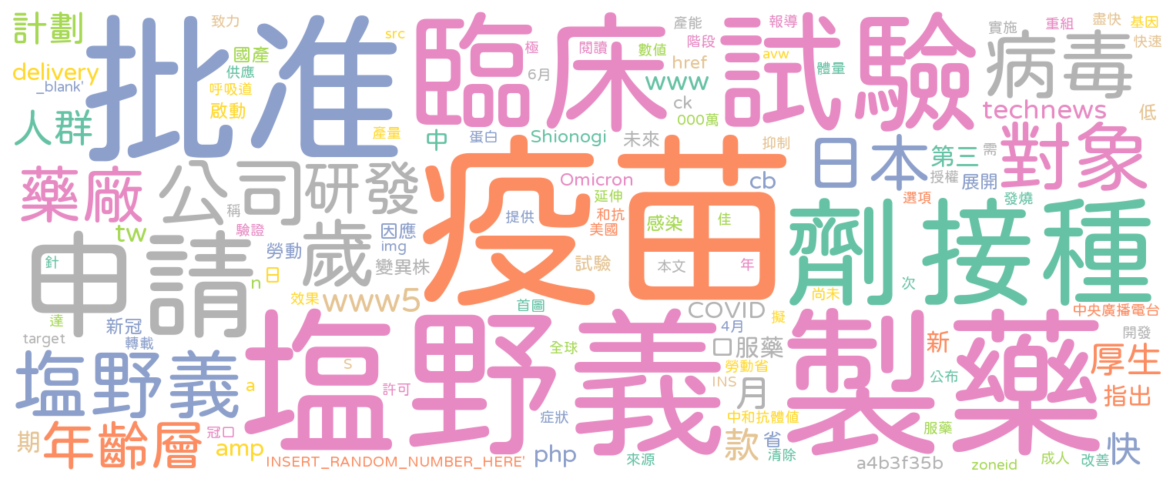 計劃
致力
批准
src
臨床試驗
產能
報導
實施
重組
盡快
基因
快速
極
閱讀
數值
階段
avw
體量
病毒
國產
供應
delivery
_blank'
呼吸道
啟動
6月
href
www
ck
000萬
technews
低
人群
產量
中
蛋白
Shionogi
未來
抑制
日本
第三
需
授權
展開
對象
藥廠
公司
研發
疫苗
Omicron
cb
延伸
選項
發燒
稱
驗證
tw
歲
因應
img
提供
和抗
美國
感染
佳
劑
接種
申請
針
勞動
變異株
試驗
本文
年
n
日
次
效果
www5
首圖
COVID
尚未
擬
中央廣播電台
達
target
新冠
轉載
4月
口服藥
新
開發
塩野義
塩野義製藥
S
全球
勞動省
INS
月
公布
厚生
指出
a
許可
期
年齡層
冠口
amp
INSERT_RANDOM_NUMBER_HERE'
php
症狀
中和抗體值
款
省
清除
服藥
來源
a4b3f35b
zoneid
成人
改善
快